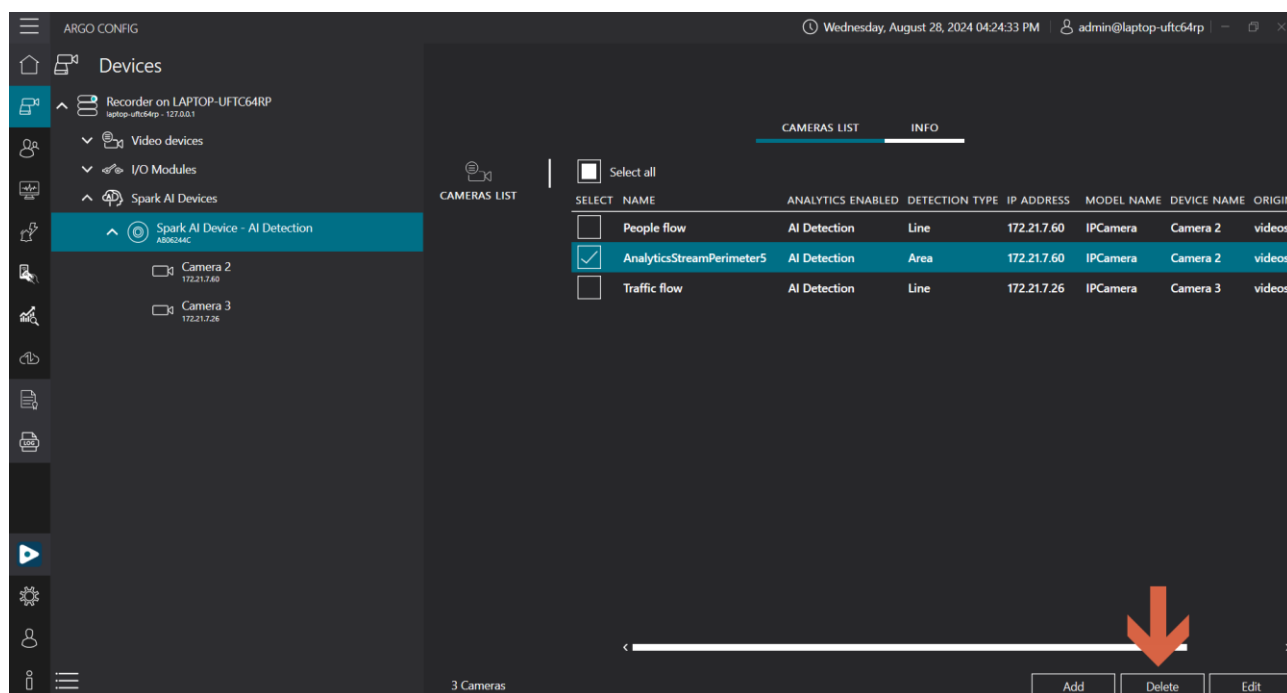 ARGO CONFIG
Wednesday, August 28, 2024 04:24:33 PM
admin@laptop-uftc64rp
Devices
Recorder on LAPTOP-UFTC64RP
laptop-uftc64rp - 127.0.0.1
Video devices
I/O Modules
Spark AI Devices
Spark AI Device - AI Detection
AB06244C
Camera 2
172.21.7.60
Camera 3
172.21.7.26
LOG
CAMERAS LIST
CAMERAS LIST INFO
Select all
SELECT NAME ANALYTICS ENABLED DETECTION TYPE IP ADDRESS MODEL NAME DEVICE NAME ORIGI
People flow AI Detection Line 172.21.7.60 IPCamera Camera 2 videos
AnalyticsStreamPerimeter5 AI Detection Area 172.21.7.60 IPCamera Camera 2 videos
Traffic flow AI Detection Line 172.21.7.26 IPCamera Camera 3 videos
3 Cameras
Add Delete Edit